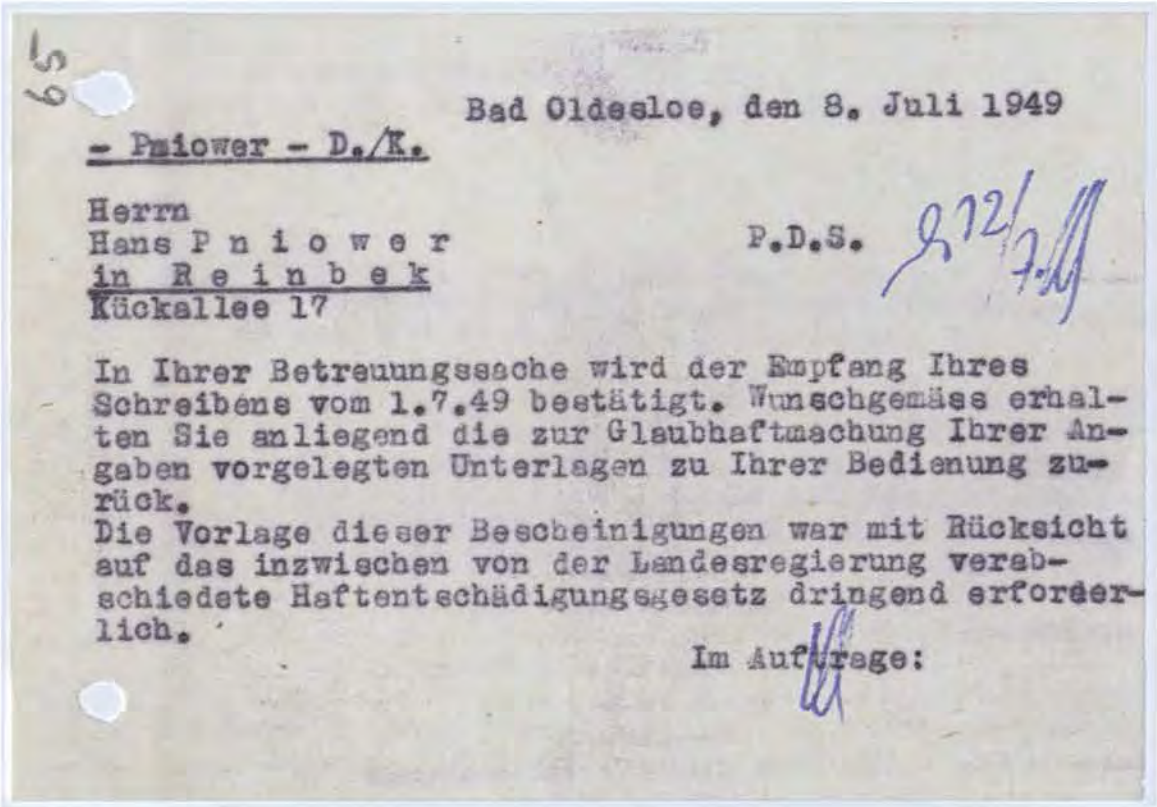 65
Bad Oldesloe, den 8. Juli 1949
- Pniower - D./K.
Herrn
Hans P n i o w e r
in R e i n b e k
Kückallee 17
P.D.S.
12/7.
In Ihrer Betreuungssache wird der Empfang Ihres
Schreibens vom 1.7.49 bestätigt. Wunschgemäss erhal-
ten Sie anliegend die zur Glaubhaftmachung Ihrer An-
gaben vorgelegten Unterlagen zu Ihrer Bedienung zu-
rück.
Die Vorlage dieser Bescheinigungen war mit Rücksicht
auf das inzwischen von der Landesregierung verab-
schiedete Haftentschädigungsgesetz dringend erforder-
lich.
Im Auftrage: